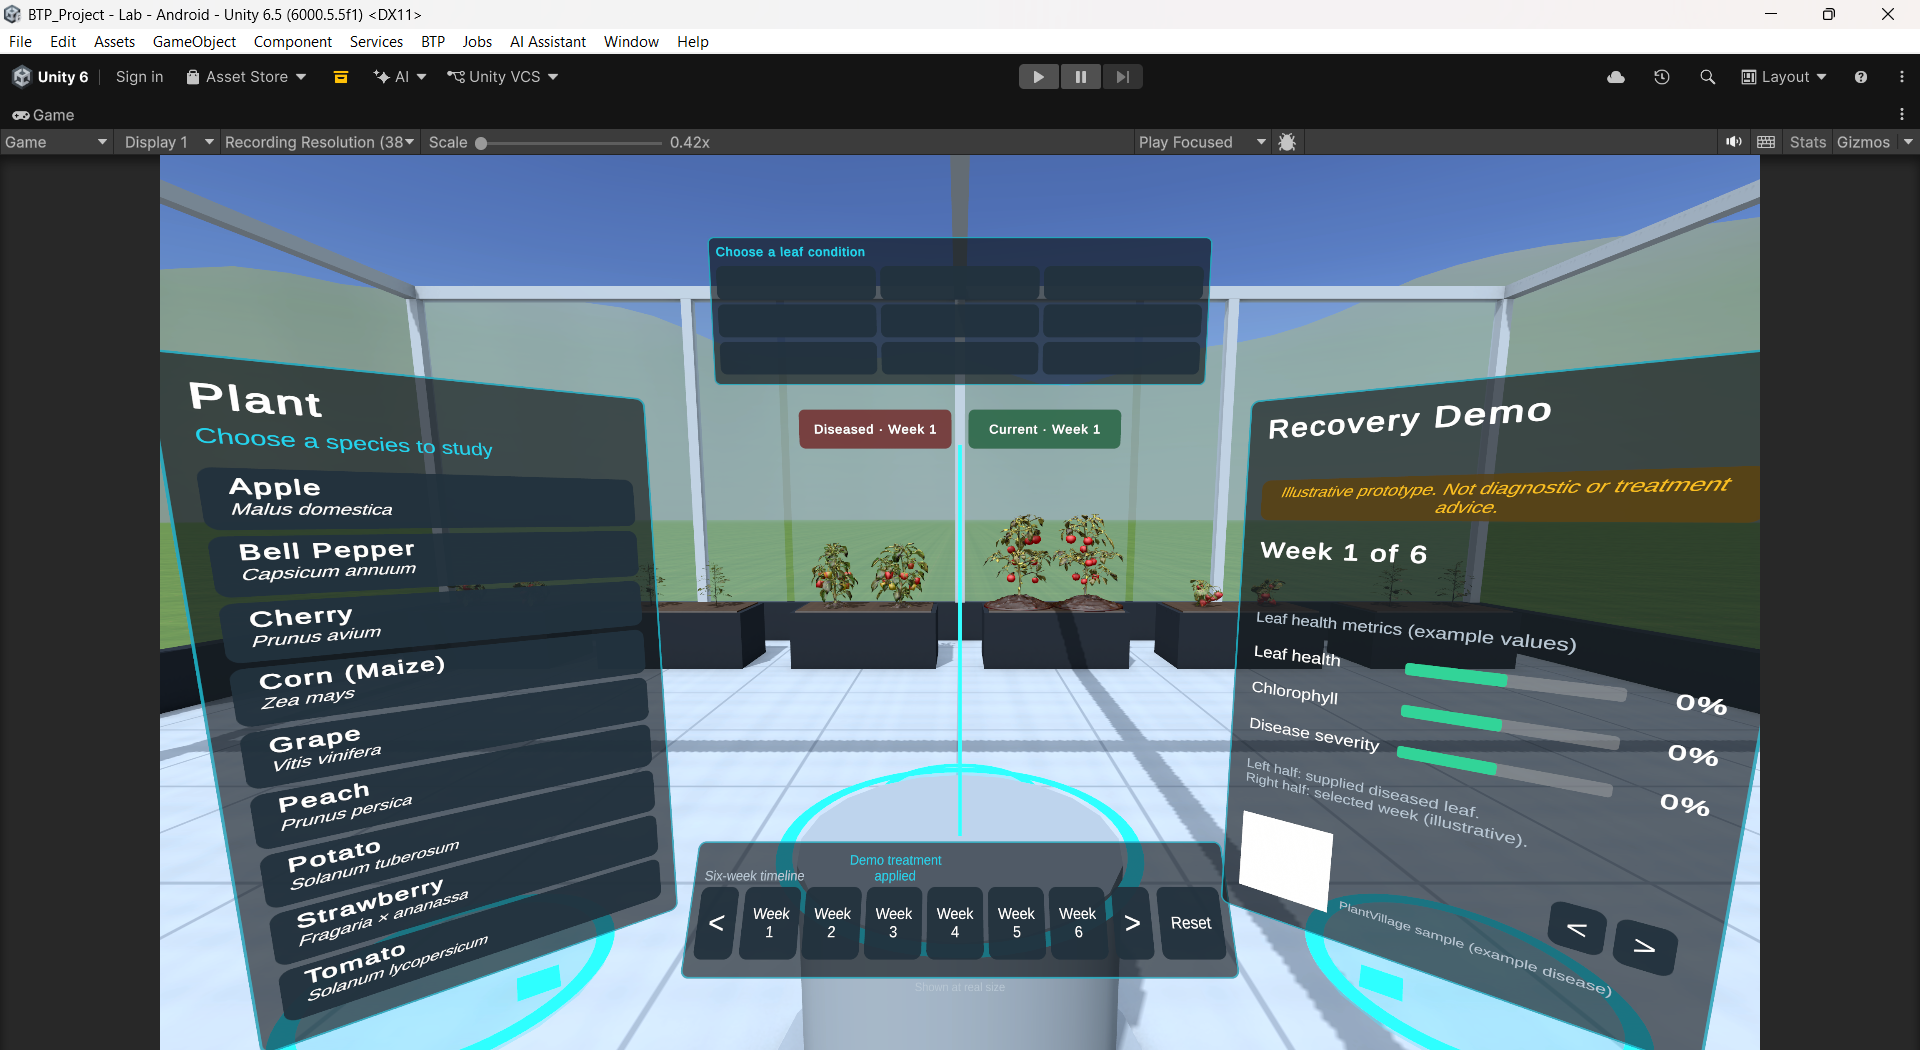 BTP_Project - Lab - Android - Unity 6.5 (6000.5.5f1) <DX11>
File Edit Assets GameObject Component Services BTP Jobs AI Assistant Window Help
Unity 6 Sign in Asset Store AI Unity VCS Layout
Game
Game Display 1 Recording Resolution (38 Scale 0.42x Play Focused Stats Gizmos
Choose a leaf condition
Diseased · Week 1
Current · Week 1
Plant
Choose a species to study
Apple
Malus domestica
Bell Pepper
Capsicum annuum
Cherry
Prunus avium
Corn (Maize)
Zea mays
Grape
Vitis vinifera
Peach
Prunus persica
Potato
Solanum tuberosum
Strawberry
Fragaria × ananassa
Tomato
Solanum lycopersicum
Recovery Demo
Illustrative prototype. Not diagnostic or treatment
advice.
Week 1 of 6
Leaf health metrics (example values)
Leaf health 0%
Chlorophyll 0%
Disease severity 0%
Left half: supplied diseased leaf.
Right half: selected week (illustrative).
PlantVillage sample (example disease)
< >
Six-week timeline
Demo treatment
applied
< Week 1 Week 2 Week 3 Week 4 Week 5 Week 6 > Reset
Shown at real size